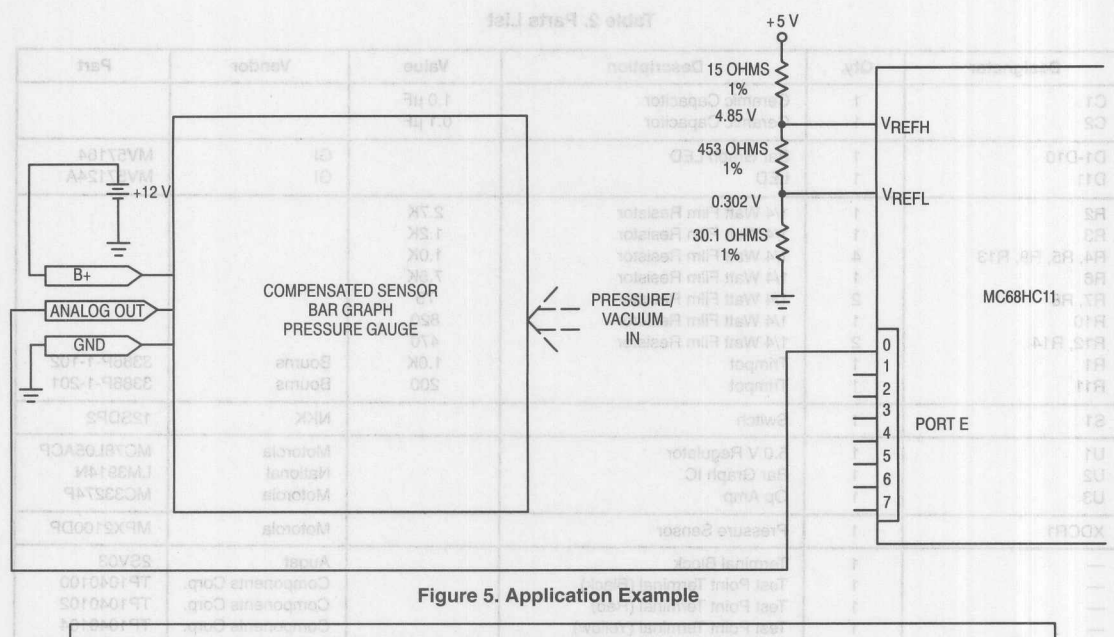 +5 V
15 OHMS
1%
4.85 V
V_REFH
453 OHMS
1%
0.302 V
V_REFL
30.1 OHMS
1%
+12 V
B+
ANALOG OUT
GND
COMPENSATED SENSOR
BAR GRAPH
PRESSURE GAUGE
PRESSURE/
VACUUM
IN
MC68HC11
0
1
2
3
4
5
6
7
PORT E
Figure 5. Application Example